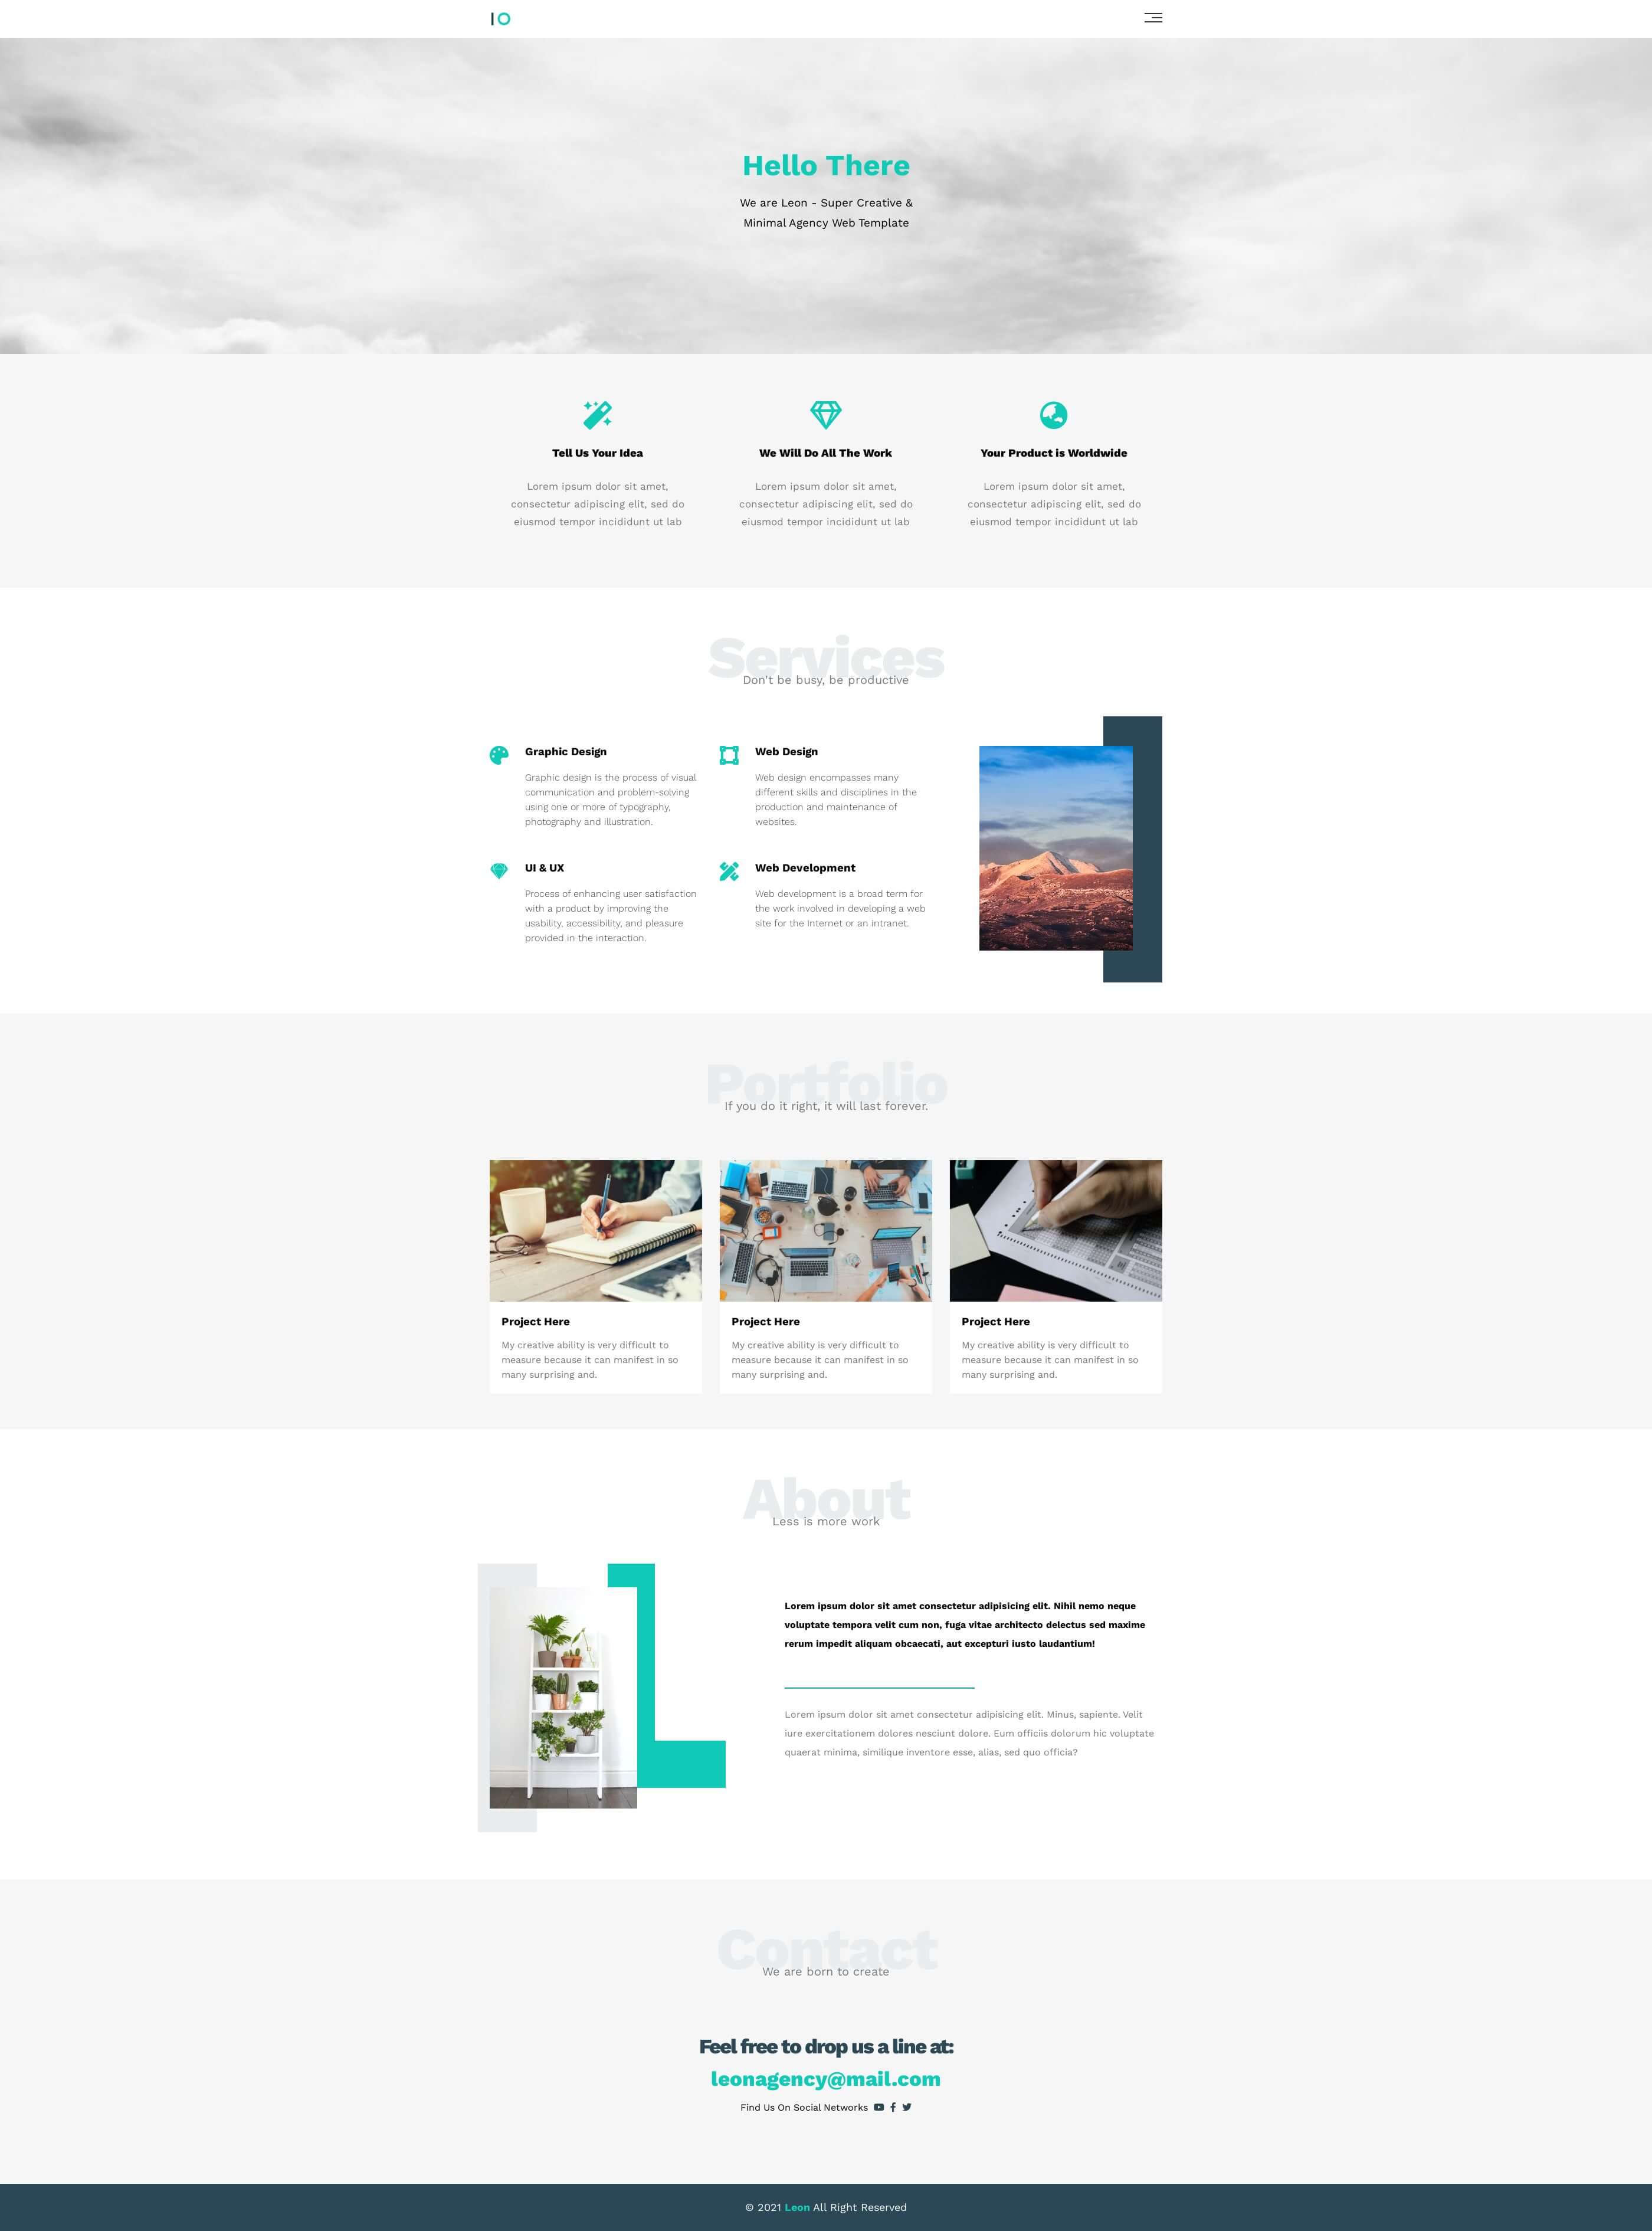 IO
Hello There
We are Leon - Super Creative &
Minimal Agency Web Template
Tell Us Your Idea
Lorem ipsum dolor sit amet,
consectetur adipiscing elit, sed do
eiusmod tempor incididunt ut lab
We Will Do All The Work
Lorem ipsum dolor sit amet,
consectetur adipiscing elit, sed do
eiusmod tempor incididunt ut lab
Your Product is Worldwide
Lorem ipsum dolor sit amet,
consectetur adipiscing elit, sed do
eiusmod tempor incididunt ut lab
Services
Don't be busy, be productive
Graphic Design
Graphic design is the process of visual
communication and problem-solving
using one or more of typography,
photography and illustration.
Web Design
Web design encompasses many
different skills and disciplines in the
production and maintenance of
websites.
UI & UX
Process of enhancing user satisfaction
with a product by improving the
usability, accessibility, and pleasure
provided in the interaction.
Web Development
Web development is a broad term for
the work involved in developing a web
site for the Internet or an intranet.
Portfolio
If you do it right, it will last forever.
Project Here
My creative ability is very difficult to
measure because it can manifest in so
many surprising and.
Project Here
My creative ability is very difficult to
measure because it can manifest in so
many surprising and.
Project Here
My creative ability is very difficult to
measure because it can manifest in so
many surprising and.
About
Less is more work
Lorem ipsum dolor sit amet consectetur adipisicing elit. Nihil nemo neque
voluptate tempora velit cum non, fuga vitae architecto delectus sed maxime
rerum impedit aliquam obcaecati, aut excepturi iusto laudantium!
Lorem ipsum dolor sit amet consectetur adipisicing elit. Minus, sapiente. Velit
iure exercitationem dolores nesciunt dolore. Eum officiis dolorum hic voluptate
quaerat minima, similique inventore esse, alias, sed quo officia?
Contact
We are born to create
Feel free to drop us a line at:
leonagency@mail.com
Find Us On Social Networks
© 2021 Leon All Right Reserved